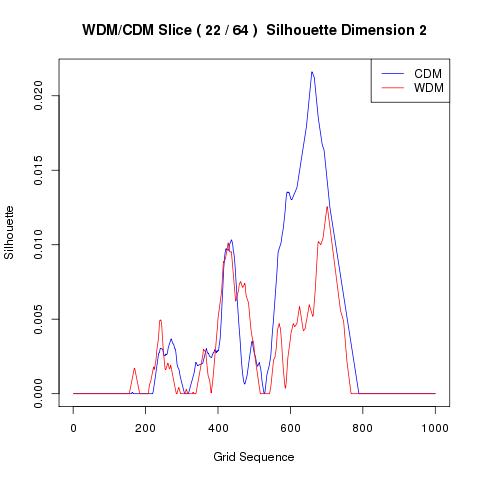 WDM/CDM Slice ( 22 / 64 )  Silhouette Dimension 2
CDM
WDM
0.020
0.015
0.010
0.005
0.000
Silhouette
0 200 400 600 800 1000
Grid Sequence